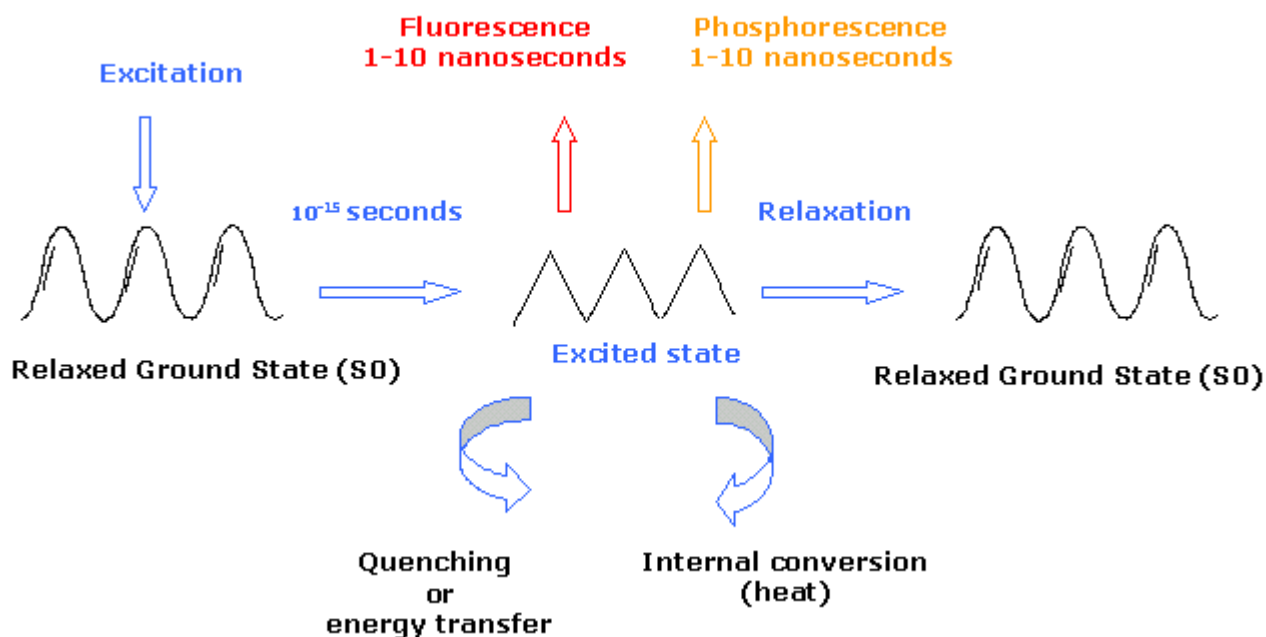 Fluorescence
1-10 nanoseconds
Phosphorescence
1-10 nanoseconds
Excitation
10⁻¹⁵ seconds
Relaxation
Relaxed Ground State (S0)
Excited state
Relaxed Ground State (S0)
Quenching
or
energy transfer
Internal conversion
(heat)